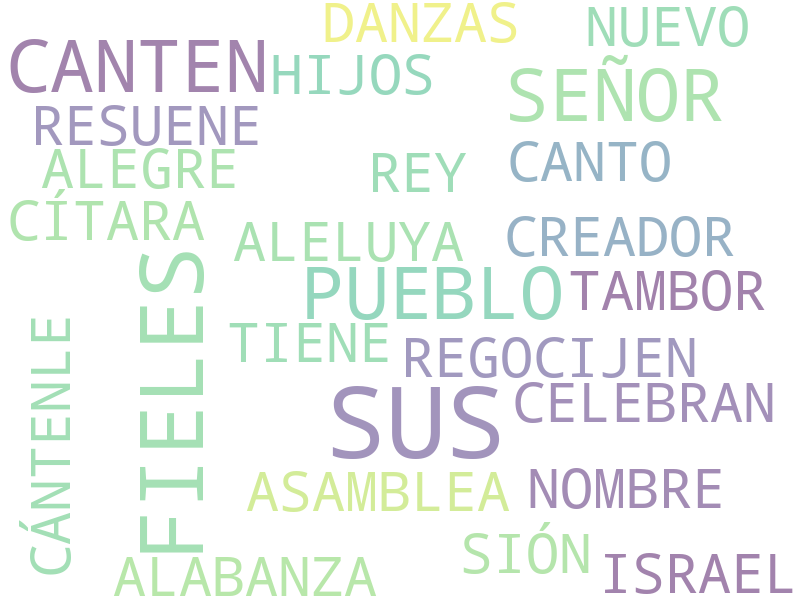 DANZAS
NUEVO
CANTEN
HIJOS
SEÑOR
RESUENE
ALEGRE
REY
CANTO
CÍTARA
ALELUYA
CREADOR
PUEBLO
TAMBOR
FIELES
CÁNTENLE
TIENE
REGOCIJEN
SUS
CELEBRAN
ASAMBLEA
NOMBRE
SIÓN
ALABANZA
ISRAEL